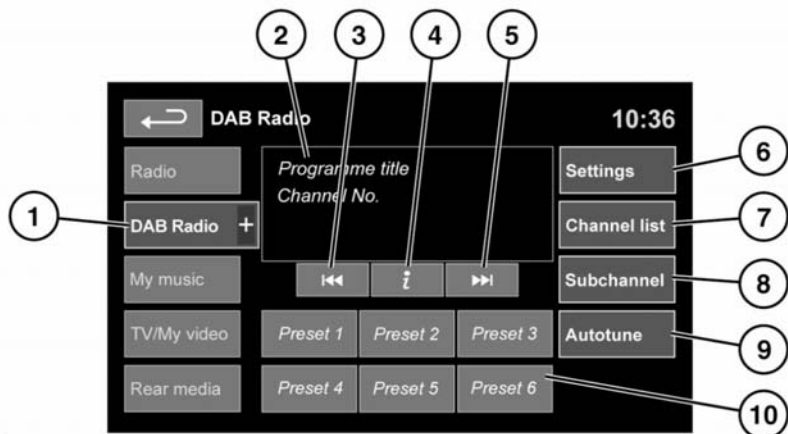 2
3
4
5
DAB Radio
10:36
Radio
Programme title
Channel No.
Settings
6
1
DAB Radio +
Channel list
7
My music
i
Subchannel
8
TV/My video
Preset 1
Preset 2
Preset 3
Autotune
9
Rear media
Preset 4
Preset 5
Preset 6
10